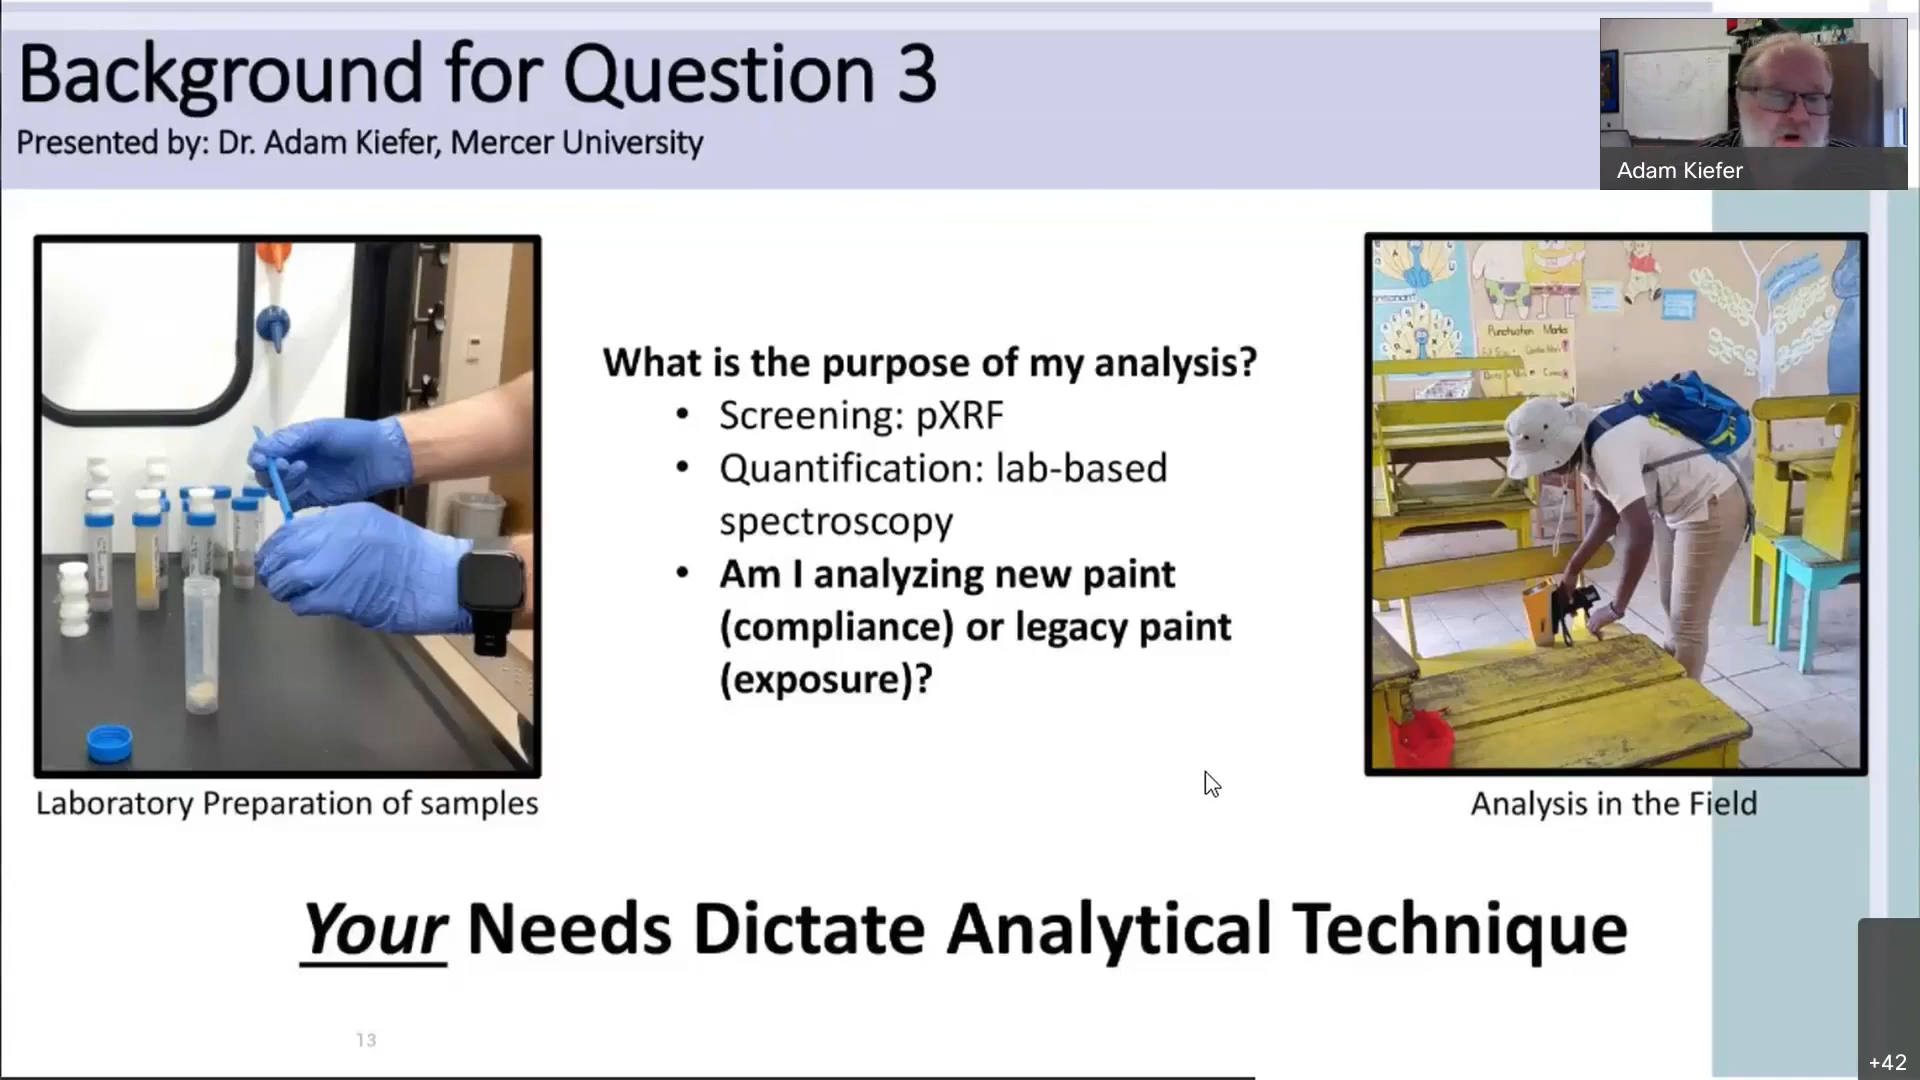 Background for Question 3
Presented by: Dr. Adam Kiefer, Mercer University
Adam Kiefer
What is the purpose of my analysis?
• Screening: pXRF
• Quantification: lab-based
spectroscopy
• Am I analyzing new paint
(compliance) or legacy paint
(exposure)?
Punctuation Marks
Laboratory Preparation of samples
Analysis in the Field
Your Needs Dictate Analytical Technique
13
+42